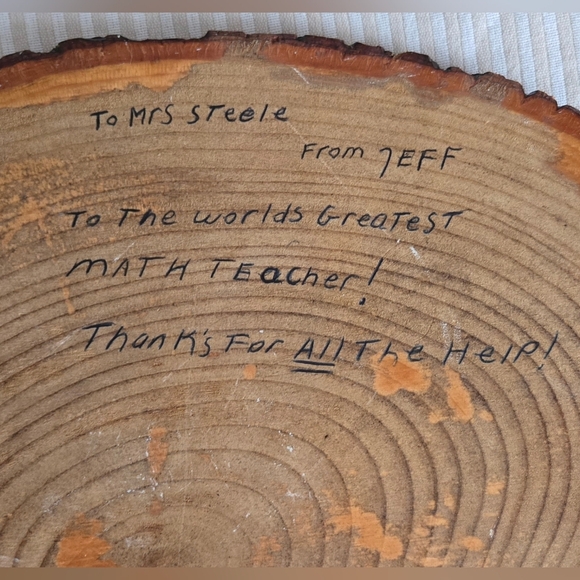 To Mrs STeele
From JEFF
To The worlds GreaTesT
MATH TEacher!
Thank's For All The Help!